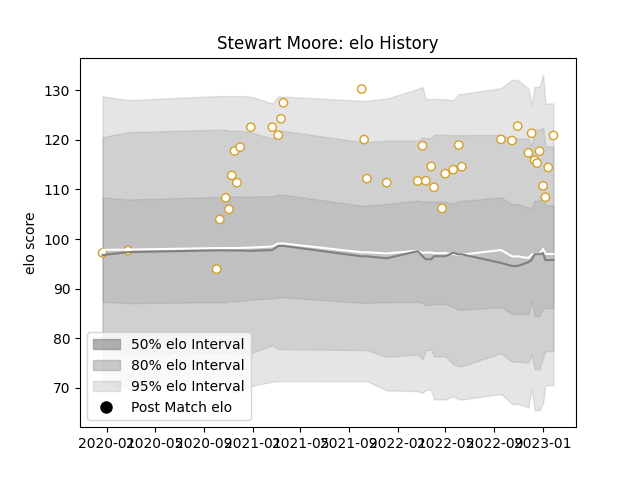 Stewart Moore: elo History
elo score
130
120
110
100
90
80
70
50% elo Interval
80% elo Interval
95% elo Interval
Post Match elo
2020-01 2020-05 2020-09 2021-01 2021-05 2021-09 2022-01 2022-05 2022-09 2023-01